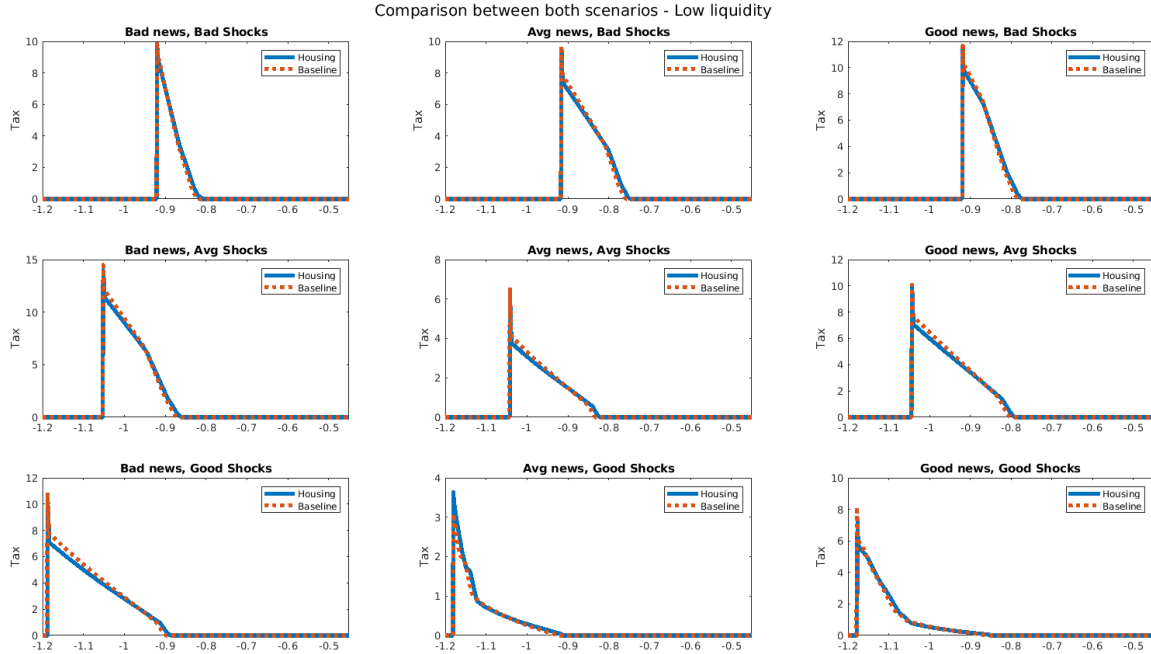 Comparison between both scenarios - Low liquidity
Bad news, Bad Shocks
Avg news, Bad Shocks
Good news, Bad Shocks
10
8
6
4
2
0
Tax
Housing
Baseline
-1.2 -1.1 -1 -0.9 -0.8 -0.7 -0.6 -0.5
10
8
6
4
2
0
Tax
Housing
Baseline
-1.2 -1.1 -1 -0.9 -0.8 -0.7 -0.6 -0.5
12
10
8
6
4
2
0
Tax
Housing
Baseline
-1.2 -1.1 -1 -0.9 -0.8 -0.7 -0.6 -0.5
Bad news, Avg Shocks
Avg news, Avg Shocks
Good news, Avg Shocks
15
10
5
0
Tax
Housing
Baseline
-1.2 -1.1 -1 -0.9 -0.8 -0.7 -0.6 -0.5
8
6
4
2
0
Tax
Housing
Baseline
-1.2 -1.1 -1 -0.9 -0.8 -0.7 -0.6 -0.5
12
10
8
6
4
2
0
Tax
Housing
Baseline
-1.2 -1.1 -1 -0.9 -0.8 -0.7 -0.6 -0.5
Bad news, Good Shocks
Avg news, Good Shocks
Good news, Good Shocks
12
10
8
6
4
2
0
Tax
Housing
Baseline
-1.2 -1.1 -1 -0.9 -0.8 -0.7 -0.6 -0.5
4
3
2
1
0
Tax
Housing
Baseline
-1.2 -1.1 -1 -0.9 -0.8 -0.7 -0.6 -0.5
10
8
6
4
2
0
Tax
Housing
Baseline
-1.2 -1.1 -1 -0.9 -0.8 -0.7 -0.6 -0.5